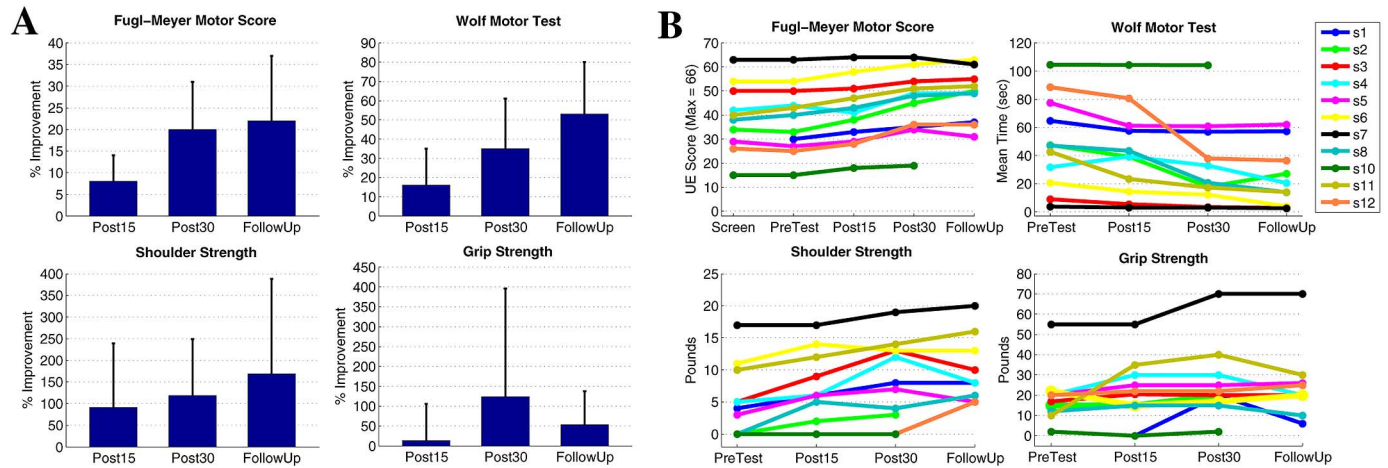 A
Fugl-Meyer Motor Score
% Improvement
40
35
30
25
20
15
10
5
0
Post15 Post30 FollowUp
Wolf Motor Test
% Improvement
90
80
70
60
50
40
30
20
10
0
Post15 Post30 FollowUp
Shoulder Strength
% Improvement
400
350
300
250
200
150
100
50
0
Post15 Post30 FollowUp
Grip Strength
% Improvement
450
400
350
300
250
200
150
100
50
0
Post15 Post30 FollowUp
B
Fugl-Meyer Motor Score
UE Score (Max = 66)
70
60
50
40
30
20
10
0
Screen PreTest Post15 Post30 FollowUp
Wolf Motor Test
Mean Time (sec)
120
100
80
60
40
20
0
PreTest Post15 Post30 FollowUp
s1
s2
s3
s4
s5
s6
s7
s8
s10
s11
s12
Shoulder Strength
Pounds
25
20
15
10
5
0
PreTest Post15 Post30 FollowUp
Grip Strength
Pounds
80
70
60
50
40
30
20
10
0
PreTest Post15 Post30 FollowUp